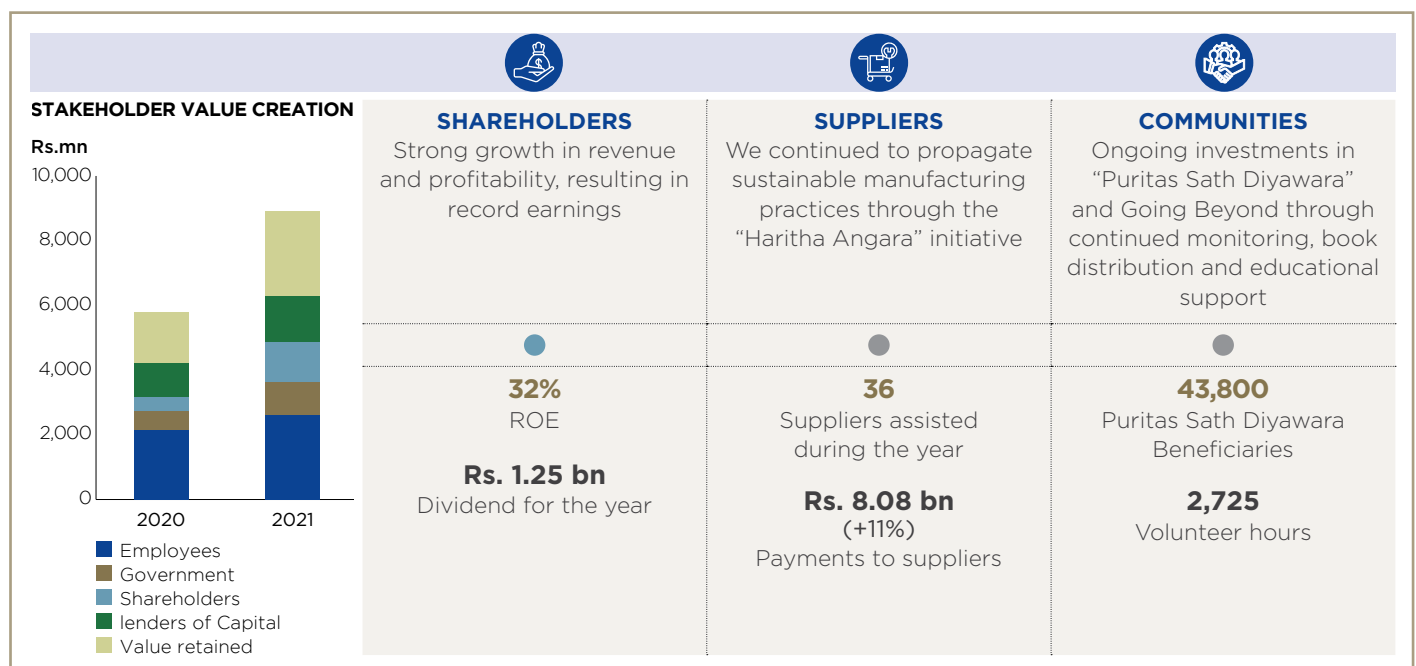 STAKEHOLDER VALUE CREATION
Rs.mn
10,000
8,000
6,000
4,000
2,000
0
2020
2021
Employees
Government
Shareholders
lenders of Capital
Value retained
SHAREHOLDERS
Strong growth in revenue
and profitability, resulting in
record earnings
32%
ROE
Rs. 1.25 bn
Dividend for the year
SUPPLIERS
We continued to propagate
sustainable manufacturing
practices through the
“Haritha Angara” initiative
36
Suppliers assisted
during the year
Rs. 8.08 bn
(+11%)
Payments to suppliers
COMMUNITIES
Ongoing investments in
“Puritas Sath Diyawara”
and Going Beyond through
continued monitoring, book
distribution and educational
support
43,800
Puritas Sath Diyawara
Beneficiaries
2,725
Volunteer hours